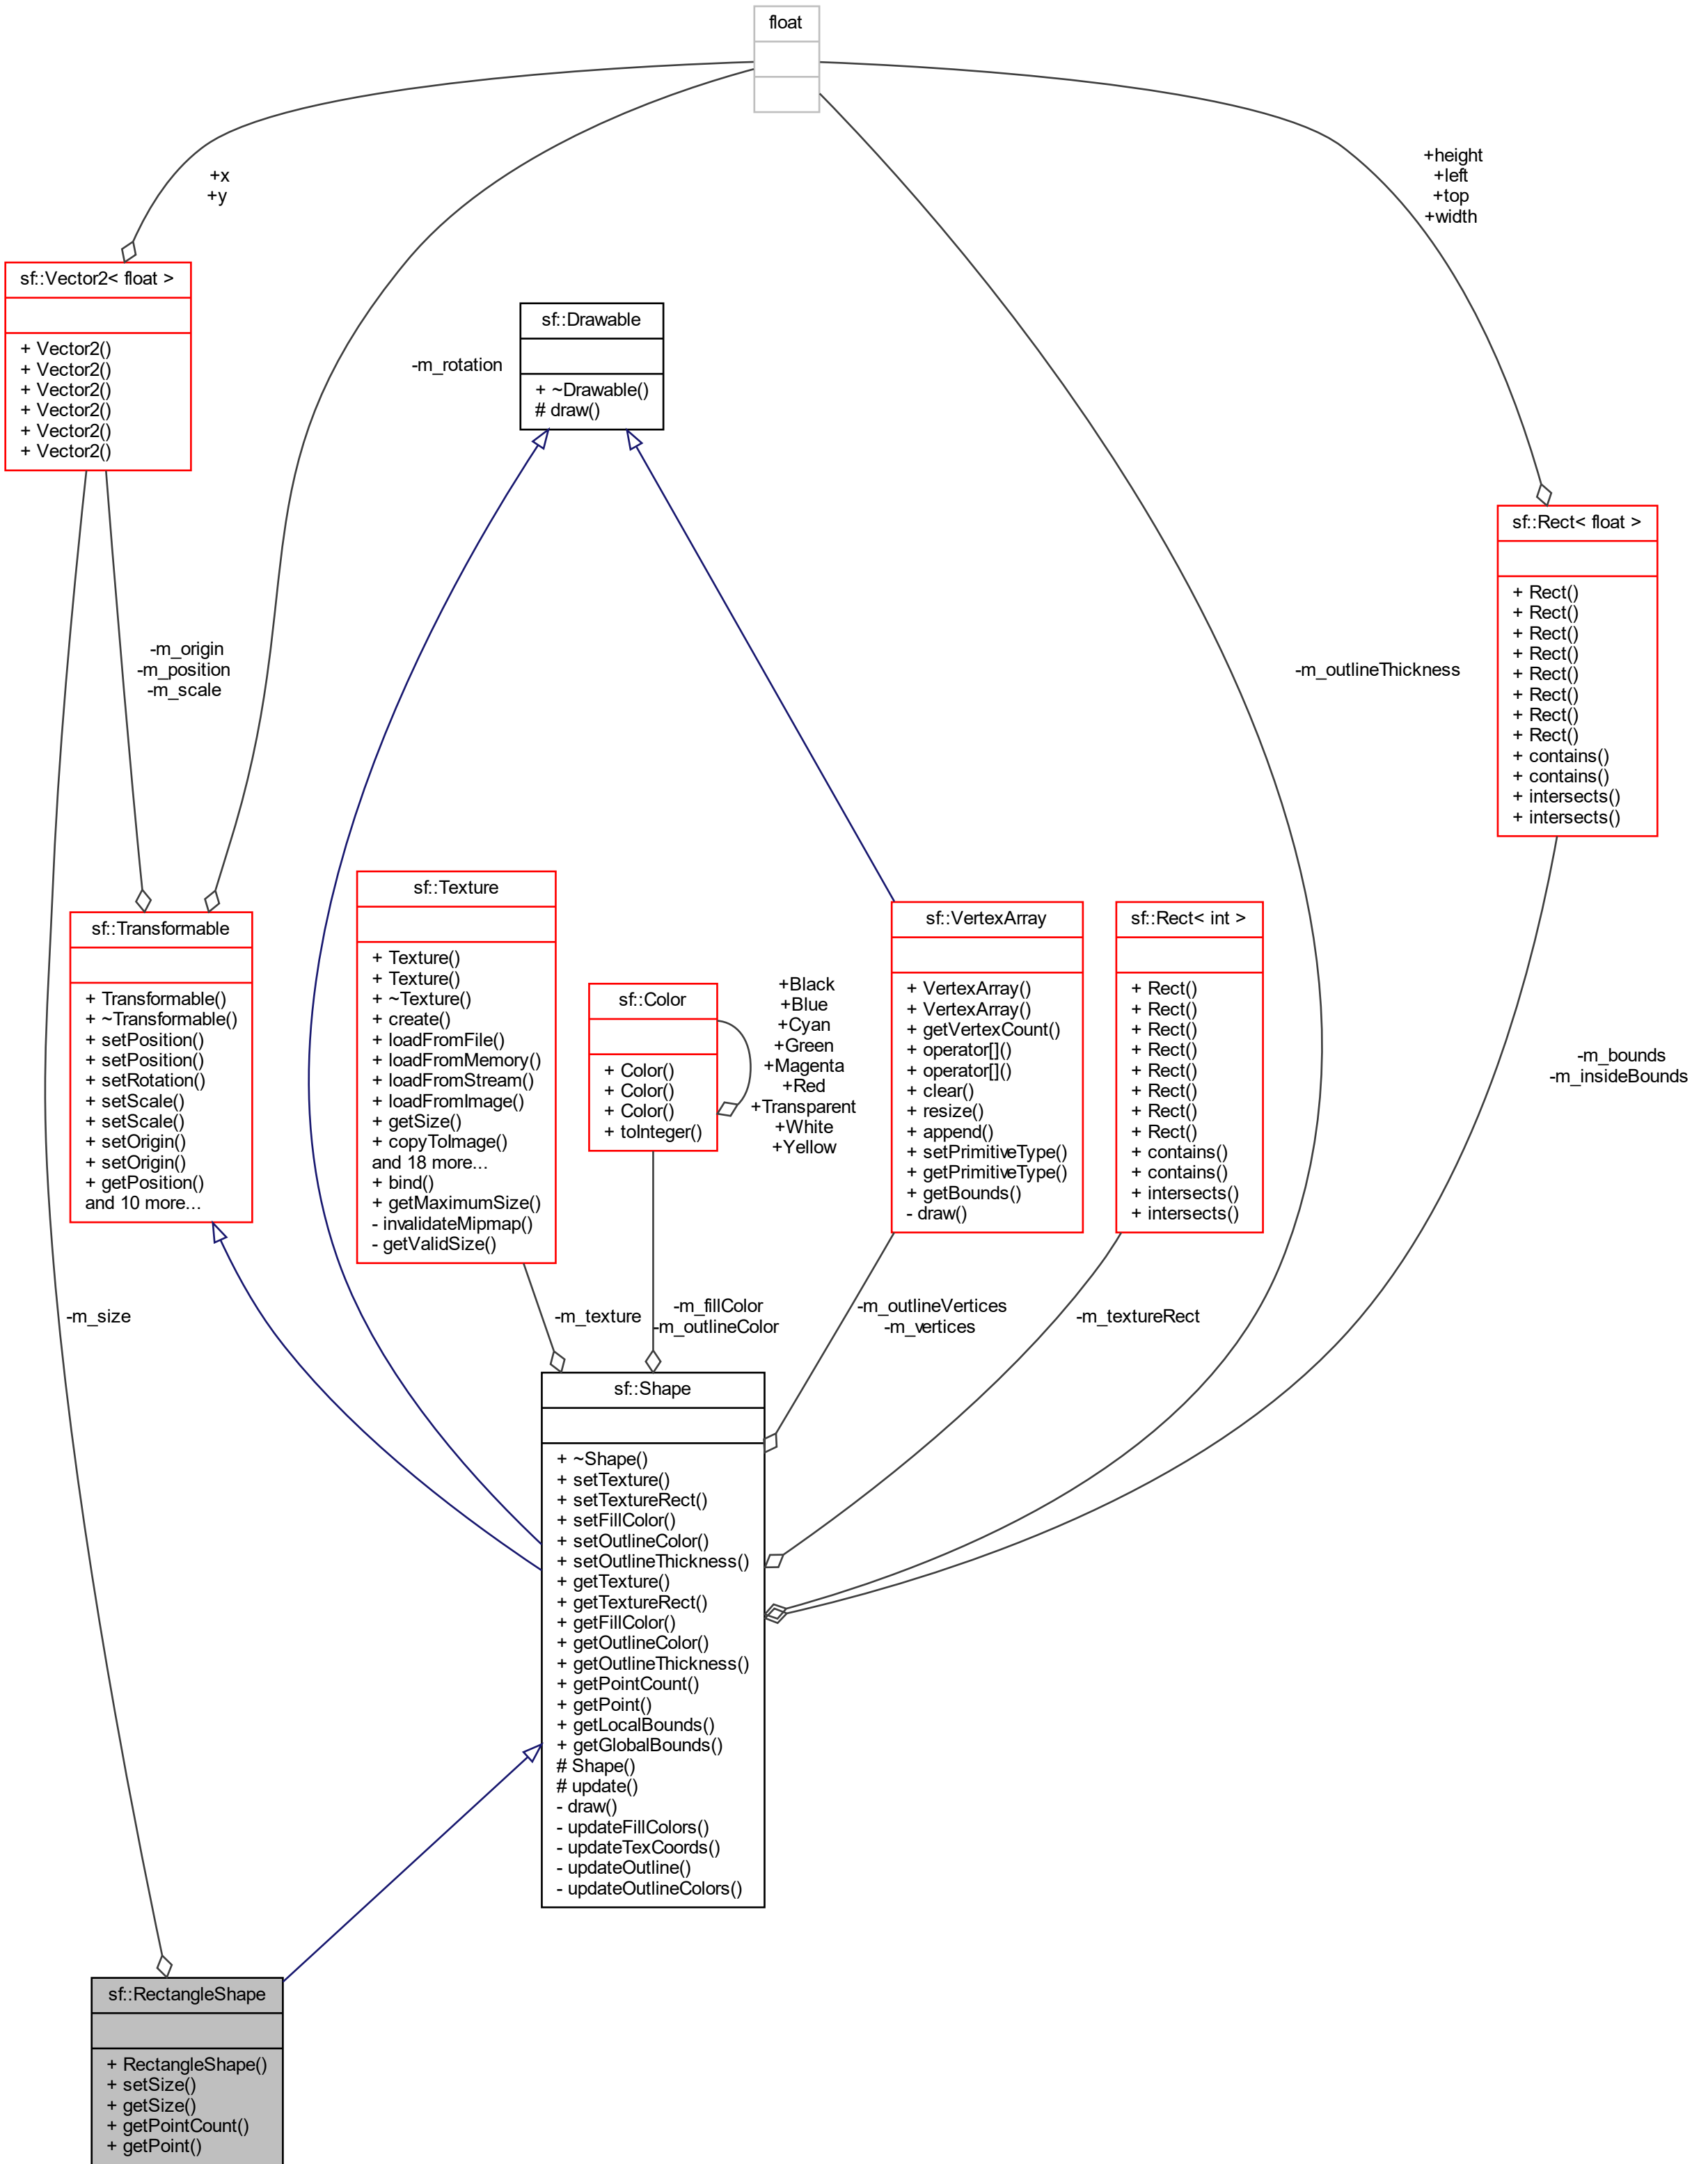 float
+x
+y
+height
+left
+top
+width
sf::Vector2< float >
+ Vector2()
+ Vector2()
+ Vector2()
+ Vector2()
+ Vector2()
+ Vector2()
-m_rotation
sf::Drawable
+ ~Drawable()
# draw()
sf::Rect< float >
+ Rect()
+ Rect()
+ Rect()
+ Rect()
+ Rect()
+ Rect()
+ Rect()
+ Rect()
+ contains()
+ contains()
+ intersects()
+ intersects()
-m_origin
-m_position
-m_scale
-m_outlineThickness
sf::Transformable
+ Transformable()
+ ~Transformable()
+ setPosition()
+ setPosition()
+ setRotation()
+ setScale()
+ setScale()
+ setOrigin()
+ setOrigin()
+ getPosition()
and 10 more...
sf::Texture
+ Texture()
+ Texture()
+ ~Texture()
+ create()
+ loadFromFile()
+ loadFromMemory()
+ loadFromStream()
+ loadFromImage()
+ getSize()
+ copyToImage()
and 18 more...
+ bind()
+ getMaximumSize()
- invalidateMipmap()
- getValidSize()
sf::Color
+ Color()
+ Color()
+ Color()
+ toInteger()
+Black
+Blue
+Cyan
+Green
+Magenta
+Red
+Transparent
+White
+Yellow
sf::VertexArray
+ VertexArray()
+ VertexArray()
+ getVertexCount()
+ operator[]()
+ operator[]()
+ clear()
+ resize()
+ append()
+ setPrimitiveType()
+ getPrimitiveType()
+ getBounds()
- draw()
sf::Rect< int >
+ Rect()
+ Rect()
+ Rect()
+ Rect()
+ Rect()
+ Rect()
+ Rect()
+ Rect()
+ contains()
+ contains()
+ intersects()
+ intersects()
-m_bounds
-m_insideBounds
-m_size
-m_texture
-m_fillColor
-m_outlineColor
-m_outlineVertices
-m_vertices
-m_textureRect
sf::Shape
+ ~Shape()
+ setTexture()
+ setTextureRect()
+ setFillColor()
+ setOutlineColor()
+ setOutlineThickness()
+ getTexture()
+ getTextureRect()
+ getFillColor()
+ getOutlineColor()
+ getOutlineThickness()
+ getPointCount()
+ getPoint()
+ getLocalBounds()
+ getGlobalBounds()
# Shape()
# update()
- draw()
- updateFillColors()
- updateTexCoords()
- updateOutline()
- updateOutlineColors()
sf::RectangleShape
+ RectangleShape()
+ setSize()
+ getSize()
+ getPointCount()
+ getPoint()